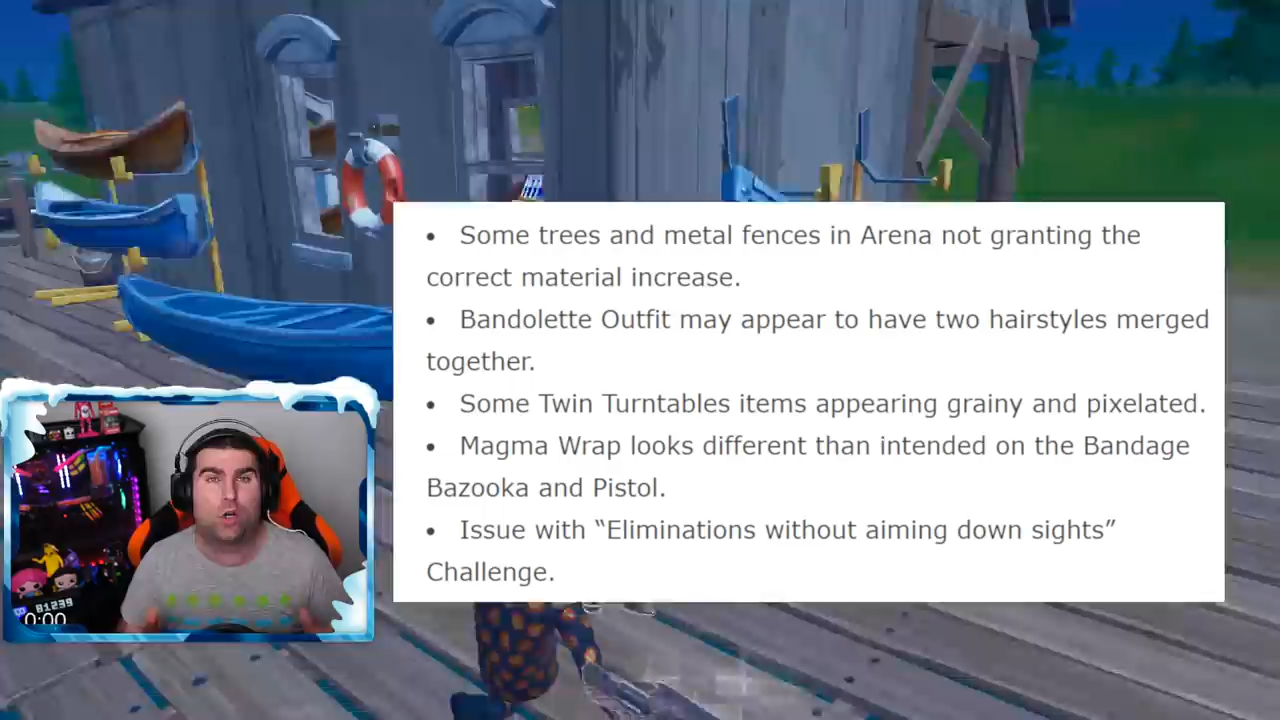 • Some trees and metal fences in Arena not granting the
correct material increase.
• Bandolette Outfit may appear to have two hairstyles merged
together.
• Some Twin Turntables items appearing grainy and pixelated.
• Magma Wrap looks different than intended on the Bandage
Bazooka and Pistol.
• Issue with “Eliminations without aiming down sights”
Challenge.
81239
0:00